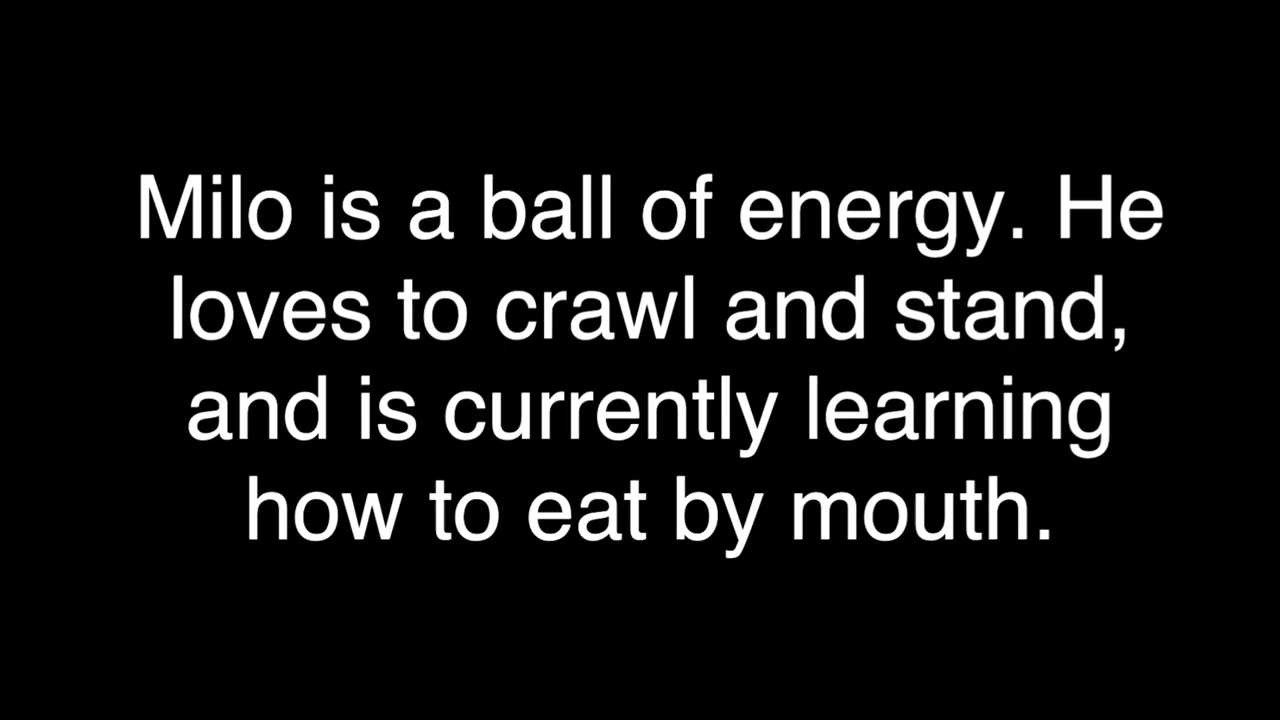 Milo is a ball of energy. He
loves to crawl and stand,
and is currently learning
how to eat by mouth.